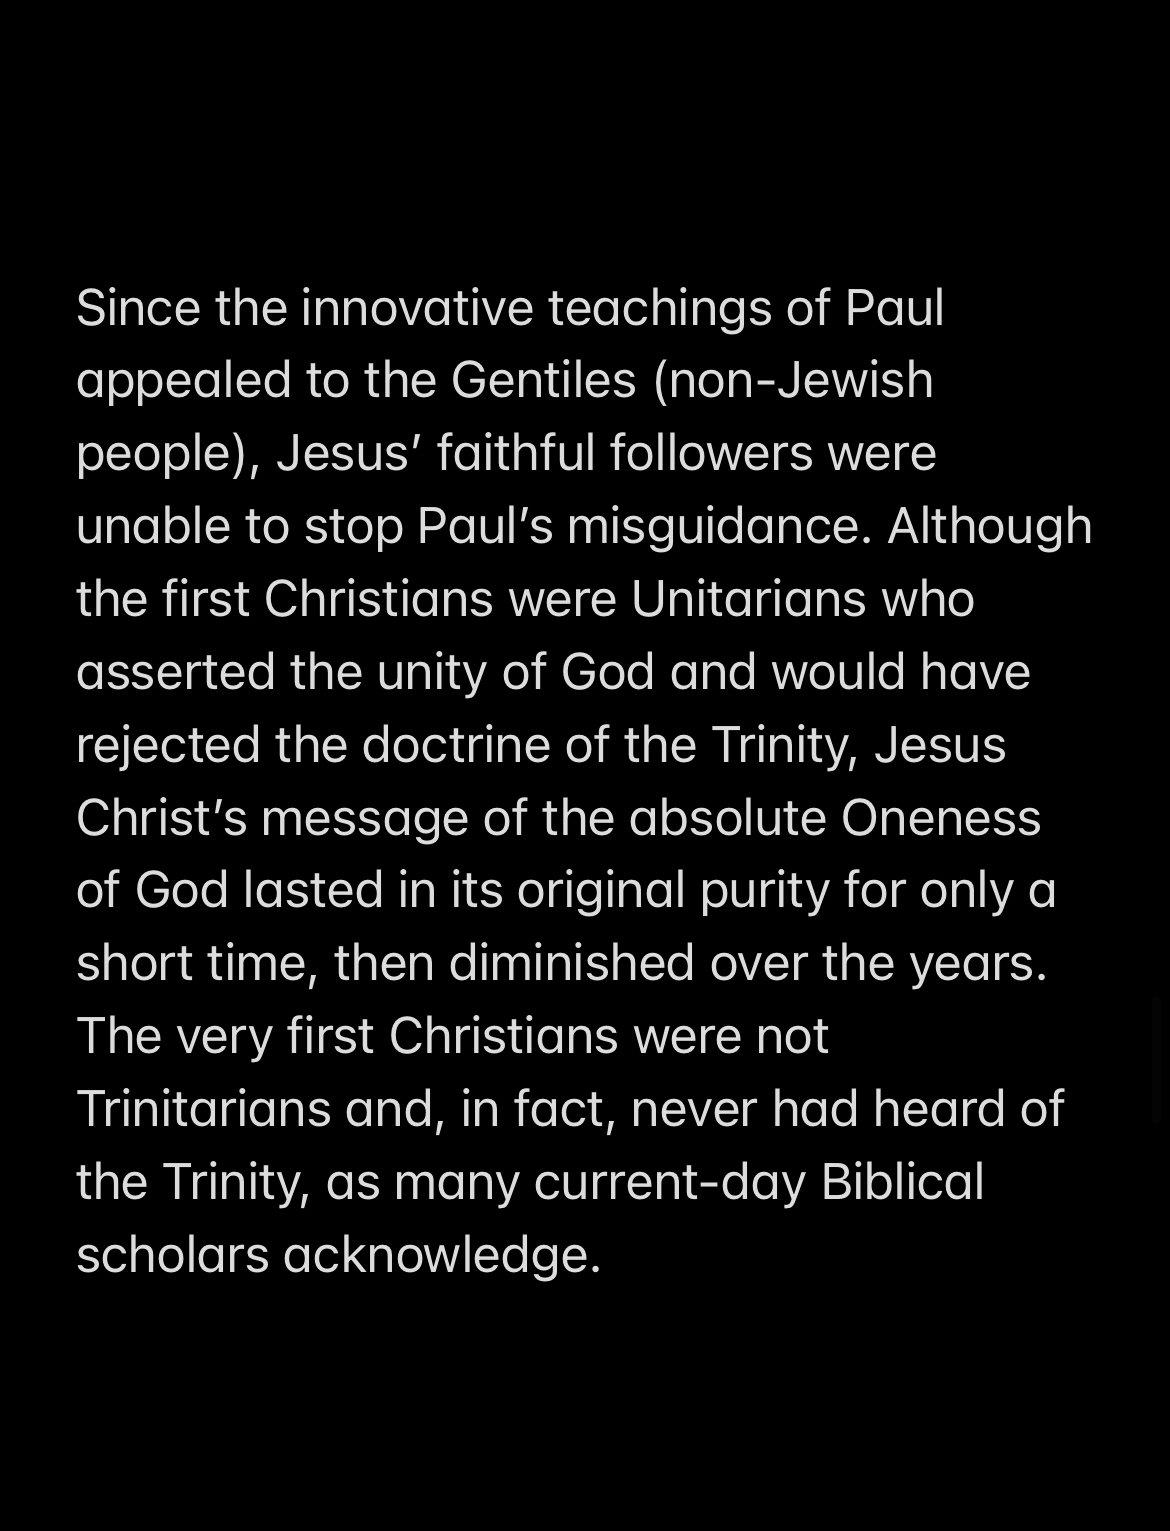 Since the innovative teachings of Paul
appealed to the Gentiles (non-Jewish
people), Jesus’ faithful followers were
unable to stop Paul’s misguidance. Although
the first Christians were Unitarians who
asserted the unity of God and would have
rejected the doctrine of the Trinity, Jesus
Christ’s message of the absolute Oneness
of God lasted in its original purity for only a
short time, then diminished over the years.
The very first Christians were not
Trinitarians and, in fact, never had heard of
the Trinity, as many current-day Biblical
scholars acknowledge.